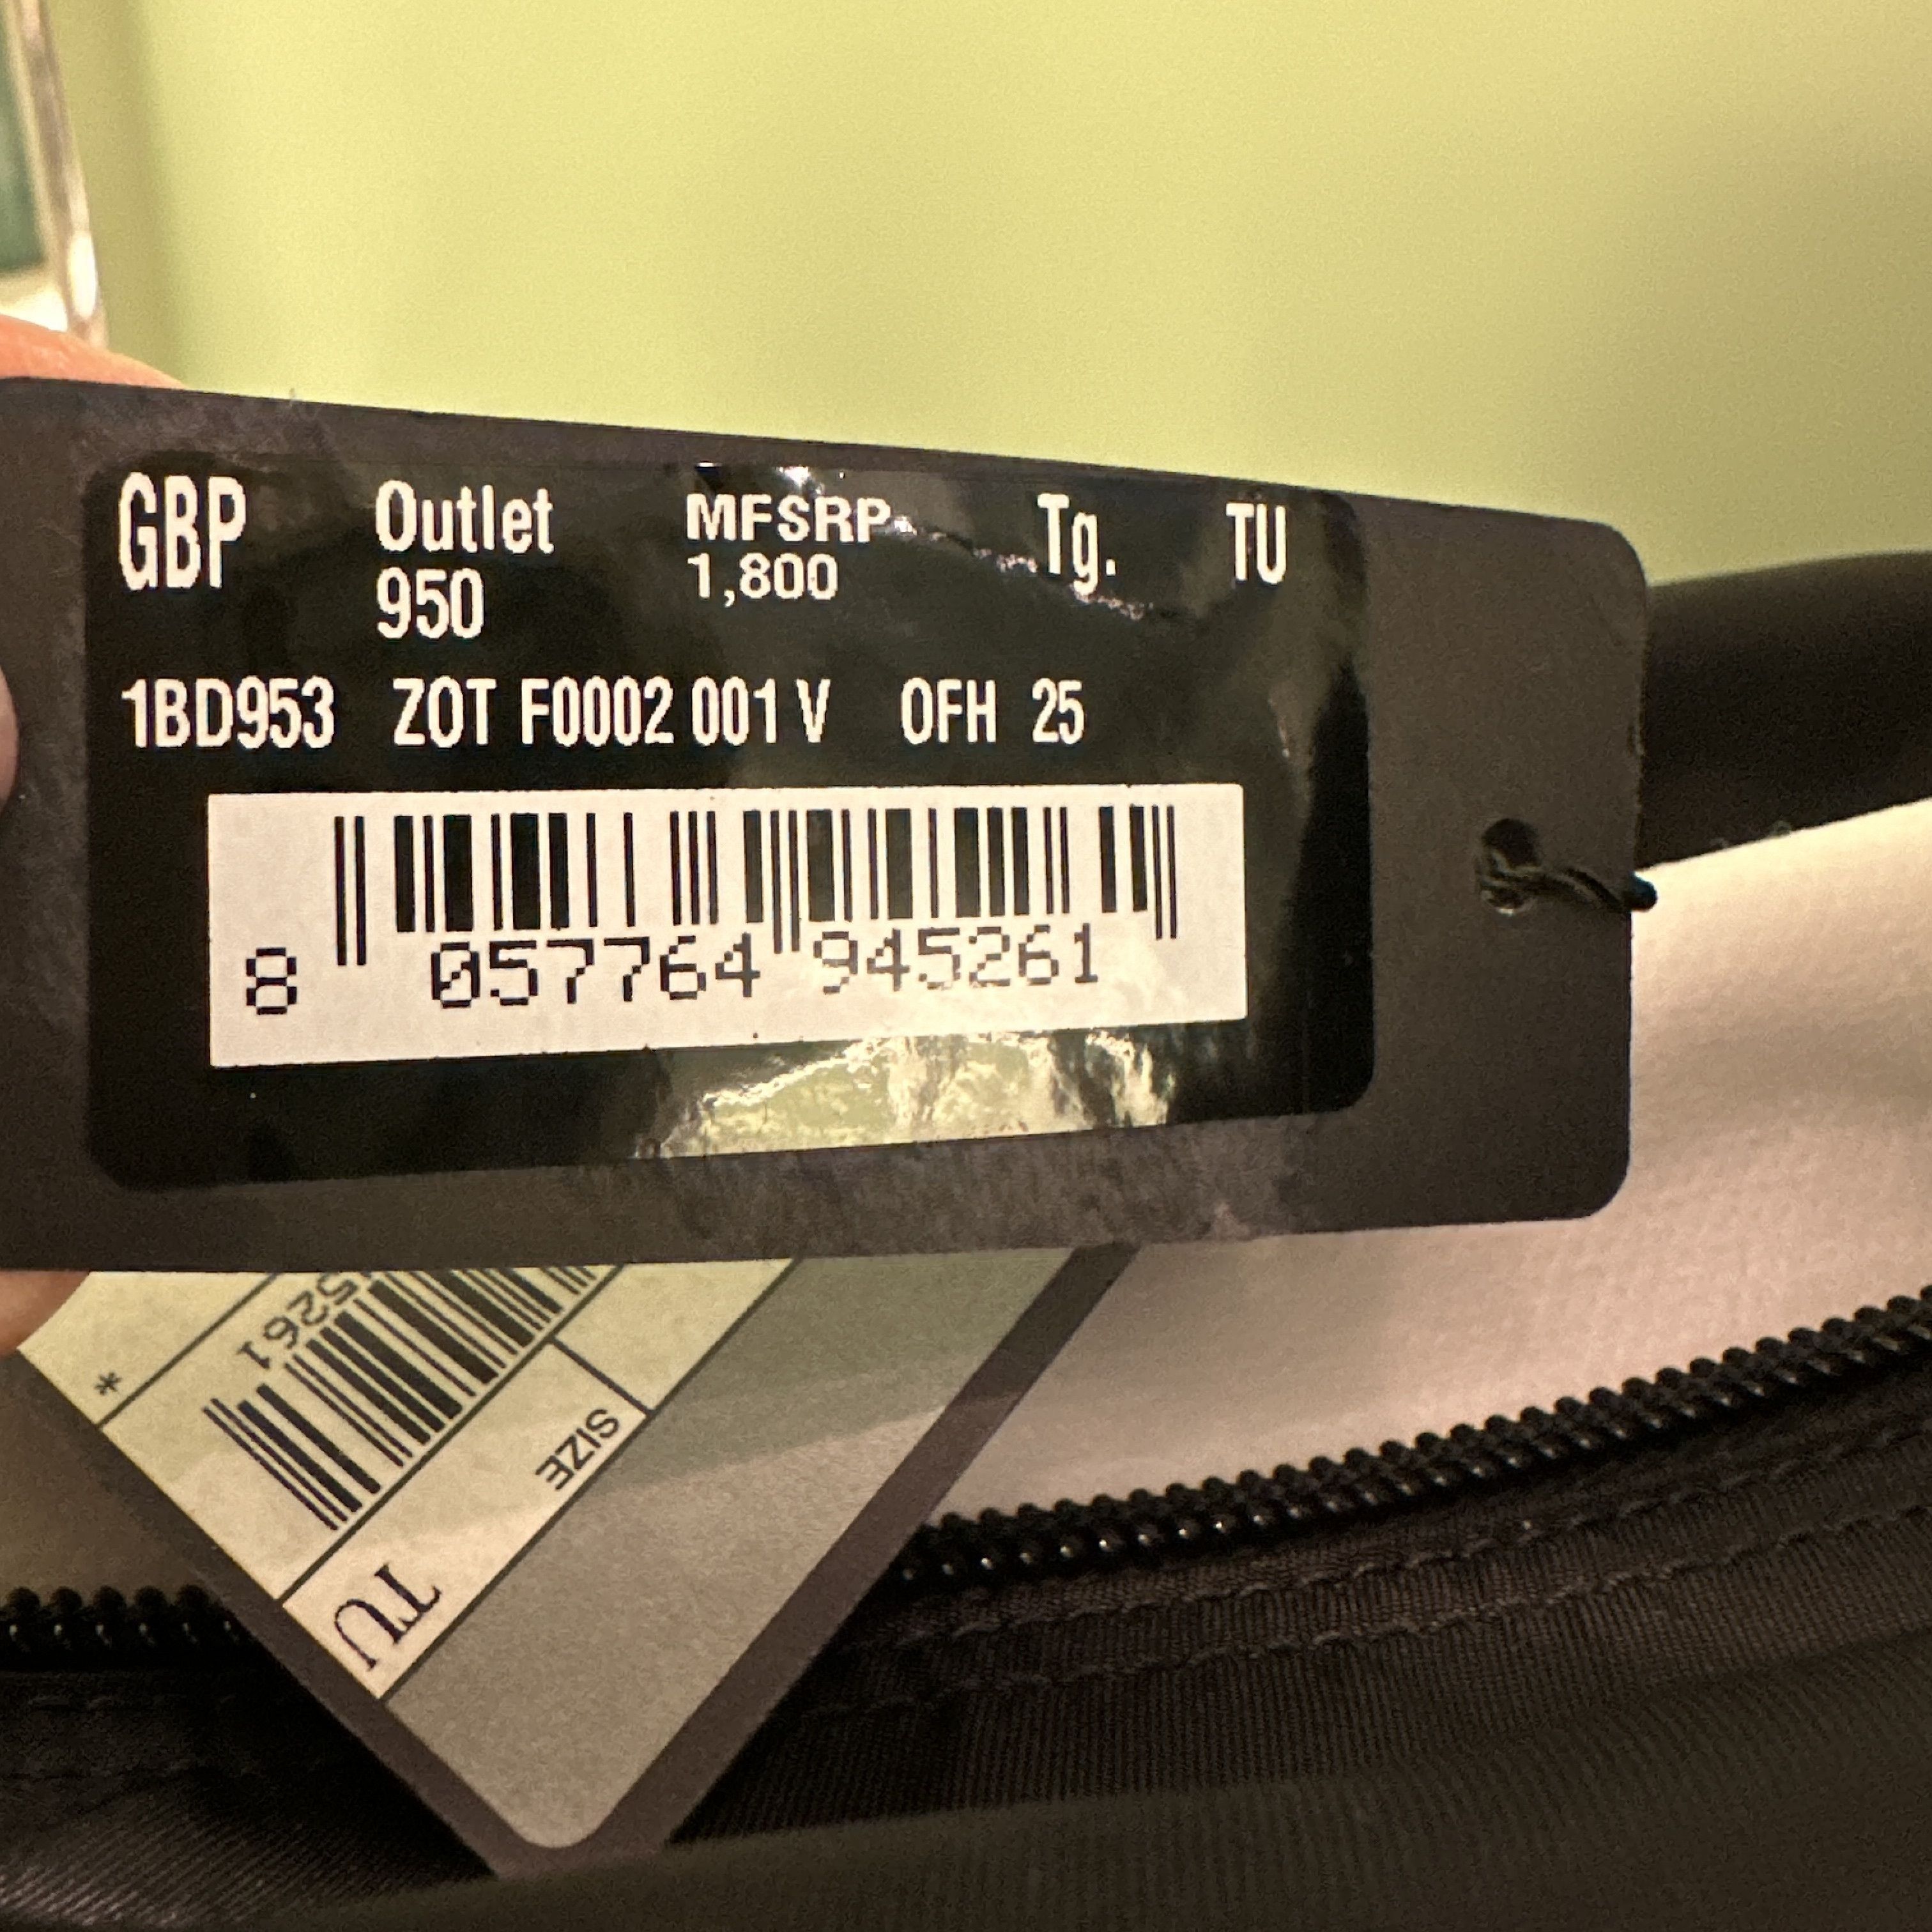 GBP Outlet MFSRP Tg. TU
950 1,800
1BD953 ZOT F0002 001 V OFH 25
8 057764 945261
*
5261
SIZE
TU